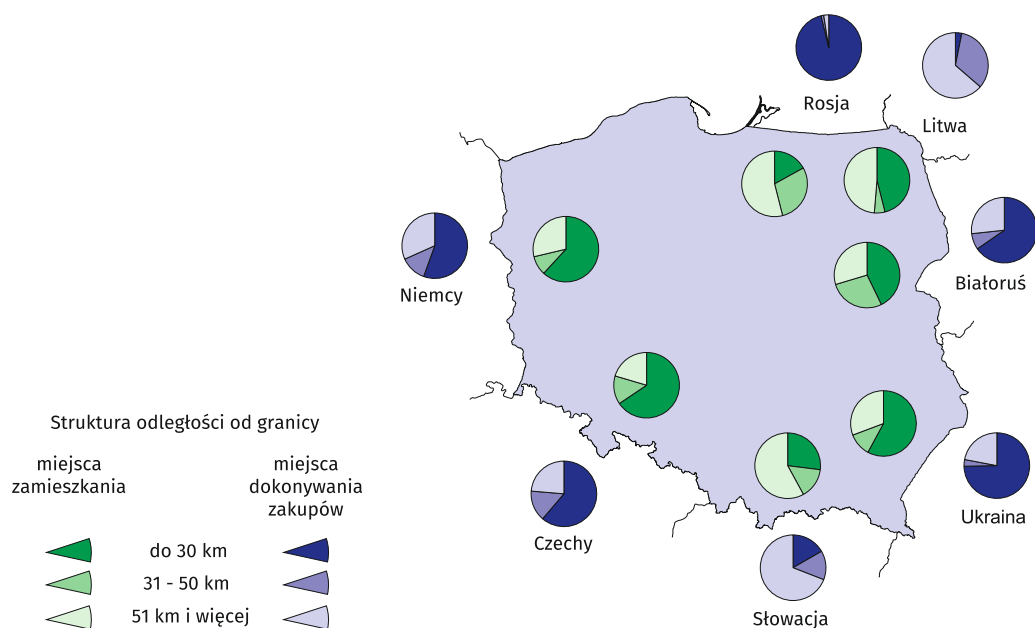 Rosja
Litwa
Białoruś
Niemcy
Ukraina
Czechy
Słowacja
Struktura odległości od granicy
miejsca
zamieszkania
miejsca
dokonywania
zakupów
do 30 km
31 - 50 km
51 km i więcej